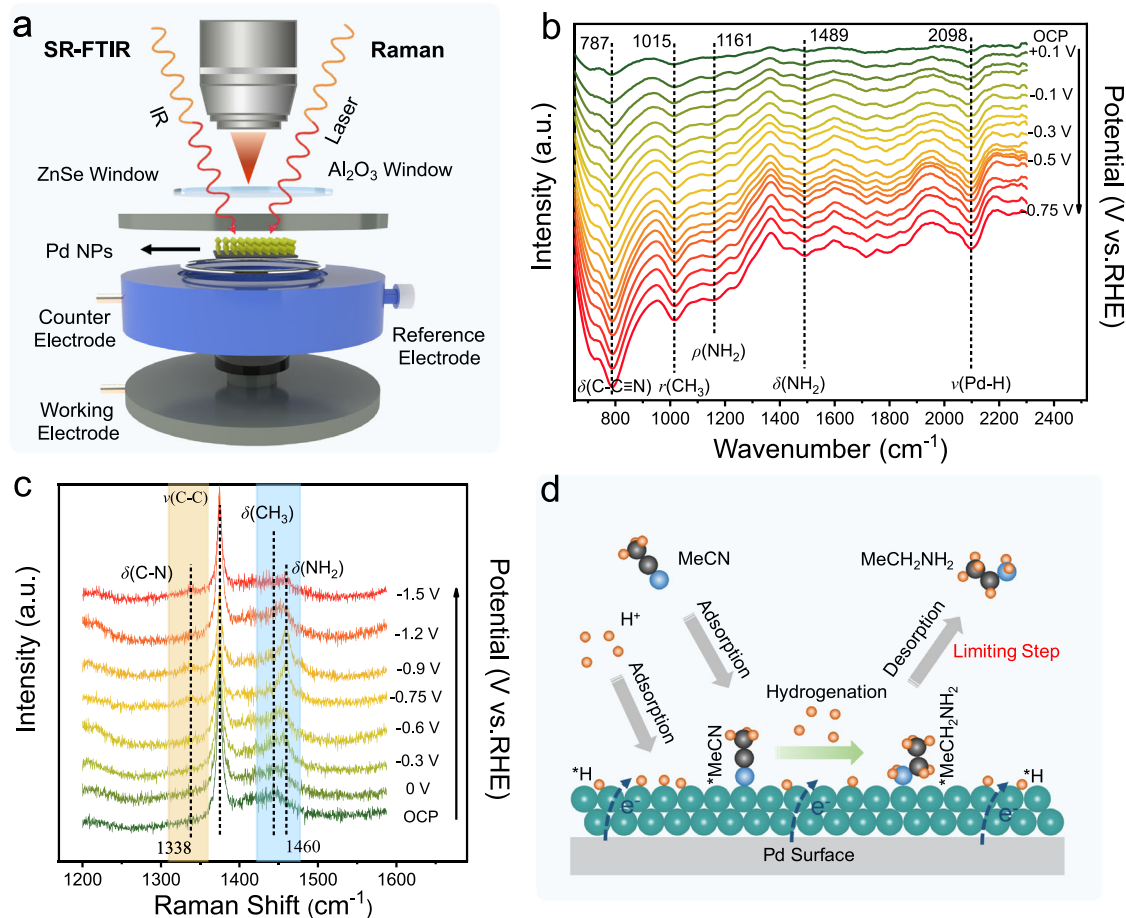 a
SR-FTIR
Raman
IR
Laser
ZnSe Window
Al₂O₃ Window
Pd NPs
Counter
Electrode
Reference
Electrode
Working
Electrode
b
787
1015
1161
1489
2098
OCP
+0.1 V
-0.1 V
-0.3 V
-0.5 V
-0.75 V
Intensity (a.u.)
Potential (V vs.RHE)
δ(C-C≡N)
r(CH₃)
ρ(NH₂)
δ(NH₂)
ν(Pd-H)
800 1000 1200 1400 1600 1800 2000 2200 2400
Wavenumber (cm⁻¹)
c
ν(C-C)
δ(CH₃)
δ(C-N)
δ(NH₂)
-1.5 V
-1.2 V
-0.9 V
-0.75 V
-0.6 V
-0.3 V
0 V
OCP
1338
1460
Intensity (a.u.)
Potential (V vs.RHE)
1200 1300 1400 1500 1600
Raman Shift (cm⁻¹)
d
MeCN
MeCH₂NH₂
H⁺
Adsorption
Adsorption
Desorption
Limiting Step
Hydrogenation
*MeCN
*MeCH₂NH₂
*H
*H
e⁻
e⁻
e⁻
Pd Surface